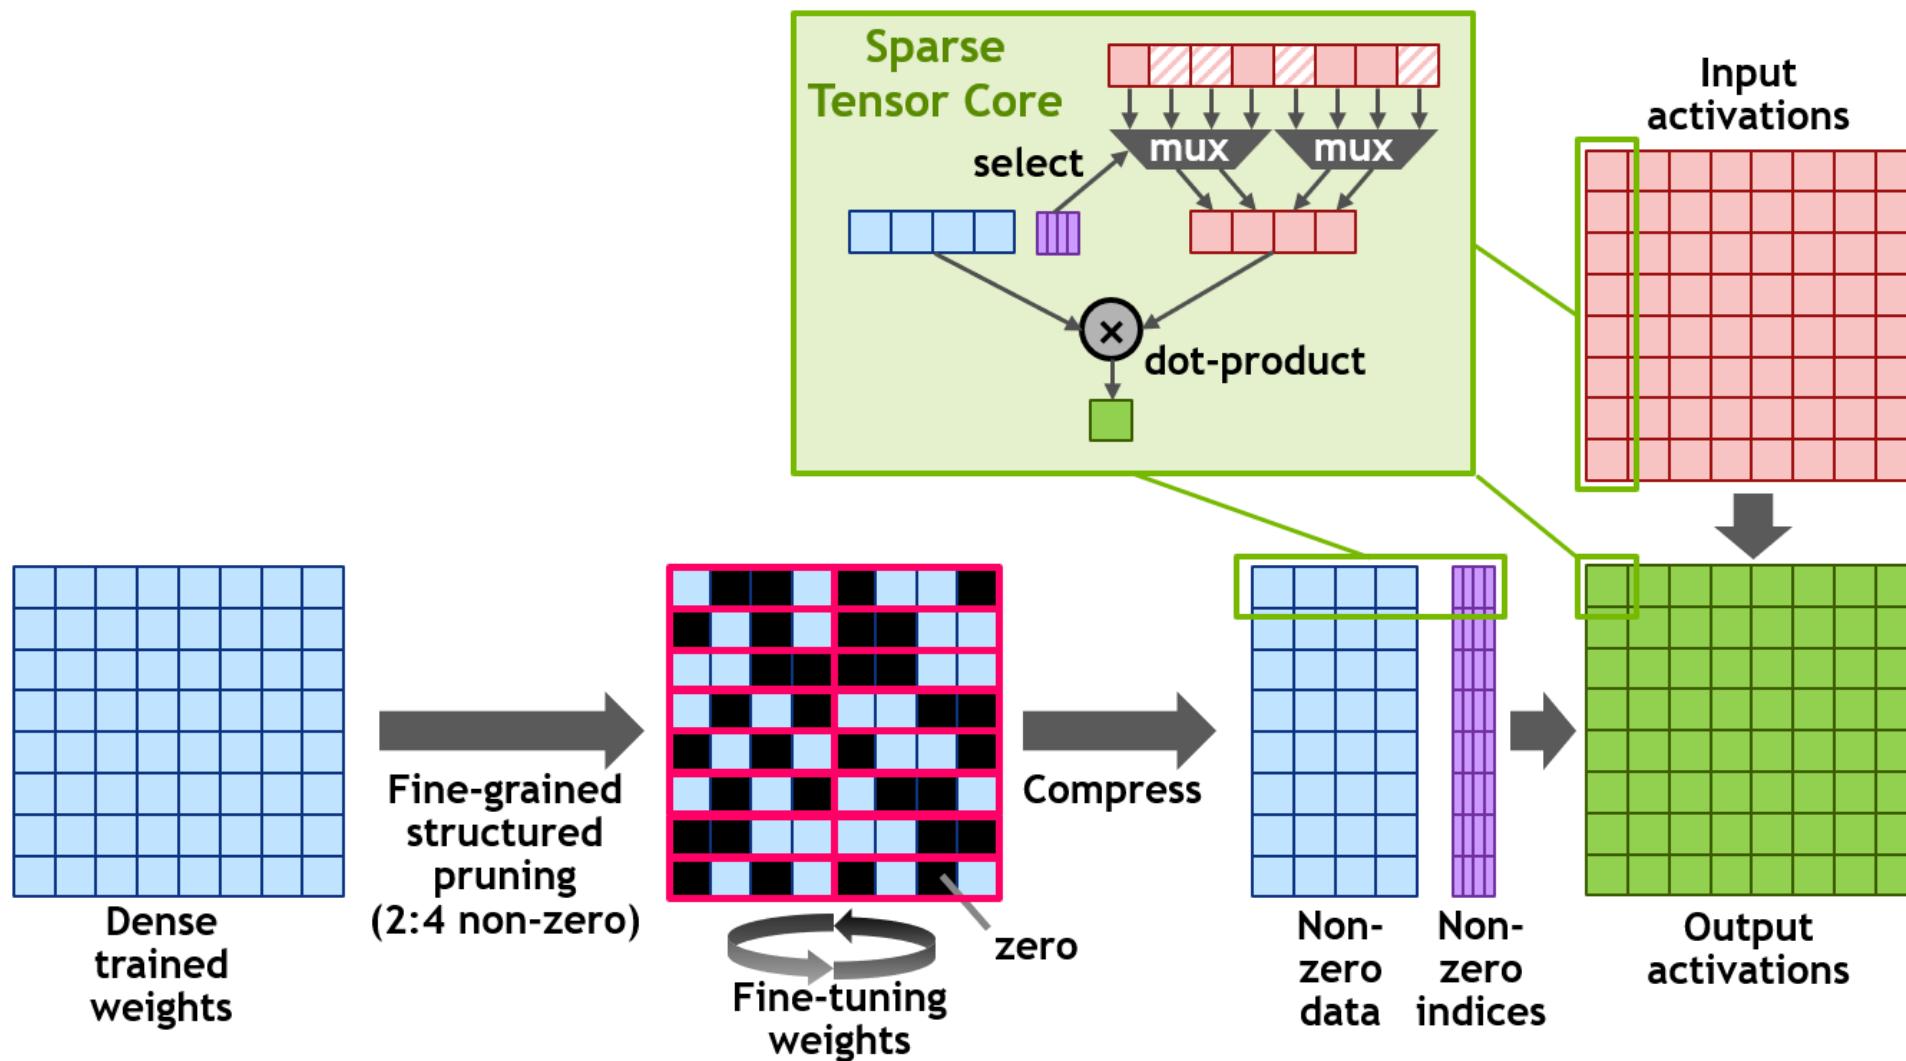 Sparse
Tensor Core
select
mux
mux
×
dot-product
Input
activations
Dense
trained
weights
Fine-grained
structured
pruning
(2:4 non-zero)
zero
Fine-tuning
weights
Compress
Non-
zero
data
Non-
zero
indices
Output
activations